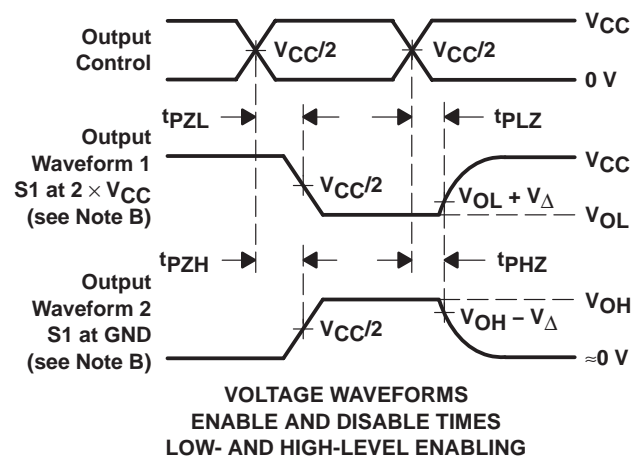 Output
Control
VCC/2
VCC/2
VCC
0 V
tPZL
tPLZ
Output
Waveform 1
S1 at 2 × VCC
(see Note B)
VCC/2
VCC
VOL + VΔ
VOL
tPZH
tPHZ
Output
Waveform 2
S1 at GND
(see Note B)
VCC/2
VOH
VOH − VΔ
≈0 V
VOLTAGE WAVEFORMS
ENABLE AND DISABLE TIMES
LOW- AND HIGH-LEVEL ENABLING